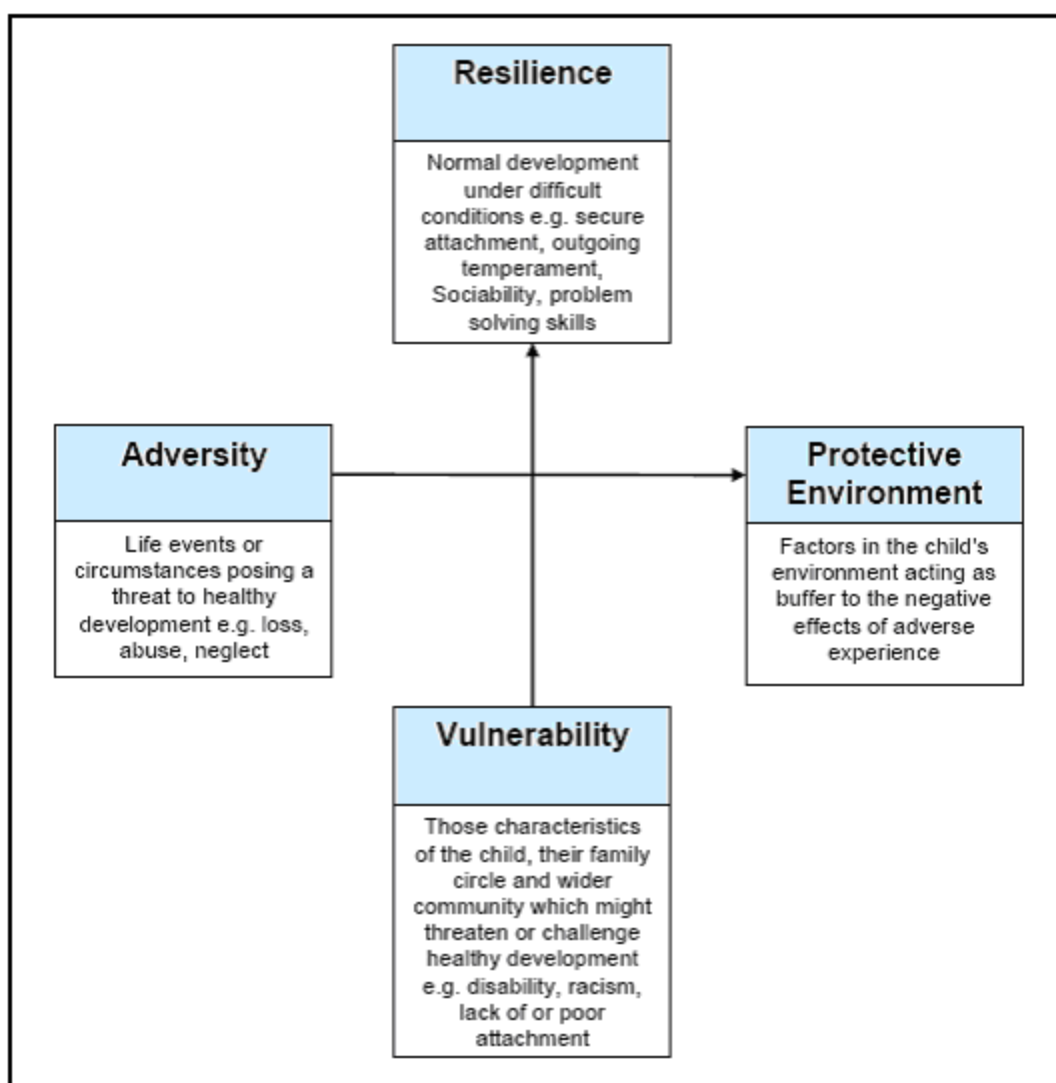 Resilience
Normal development
under difficult
conditions e.g. secure
attachment, outgoing
temperament,
Sociability, problem
solving skills
Adversity
Life events or
circumstances posing a
threat to healthy
development e.g. loss,
abuse, neglect
Protective
Environment
Factors in the child's
environment acting as
buffer to the negative
effects of adverse
experience
Vulnerability
Those characteristics
of the child, their family
circle and wider
community which might
threaten or challenge
healthy development
e.g. disability, racism,
lack of or poor
attachment